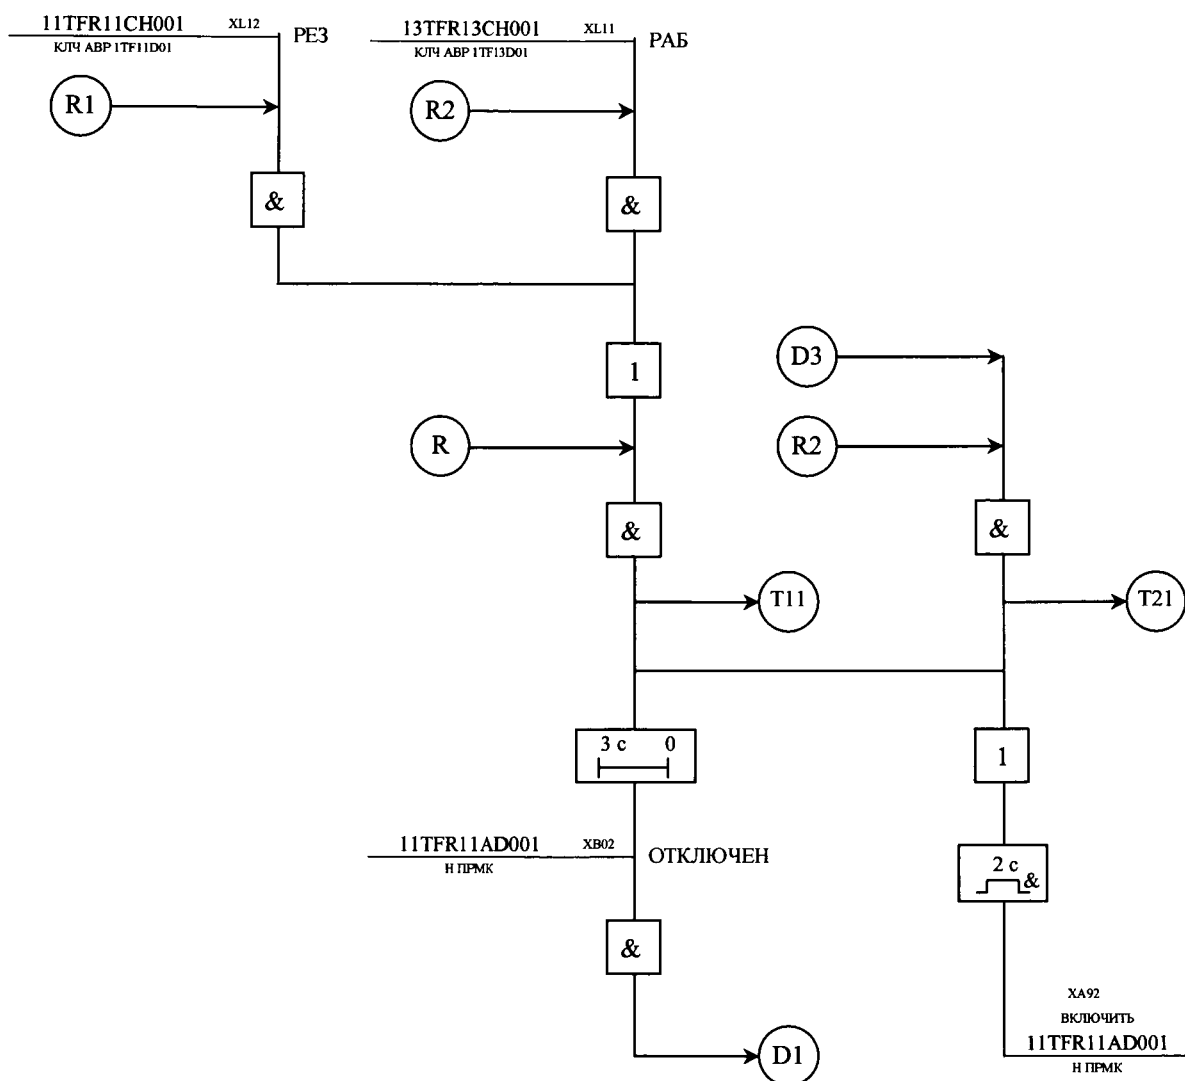 11TFR11CH001 XL12 РЕЗ
КЛЧ АВР 1TF11D01
13TFR13CH001 XL11 РАБ
КЛЧ АВР 1TF13D01
R1
R2
&
&
1
D3
R
R2
&
&
T11
T21
3 с 0
1
11TFR11AD001 XB02 ОТКЛЮЧЕН
Н ПРМК
2 с
&
&
XA92
ВКЛЮЧИТЬ
11TFR11AD001
Н ПРМК
D1